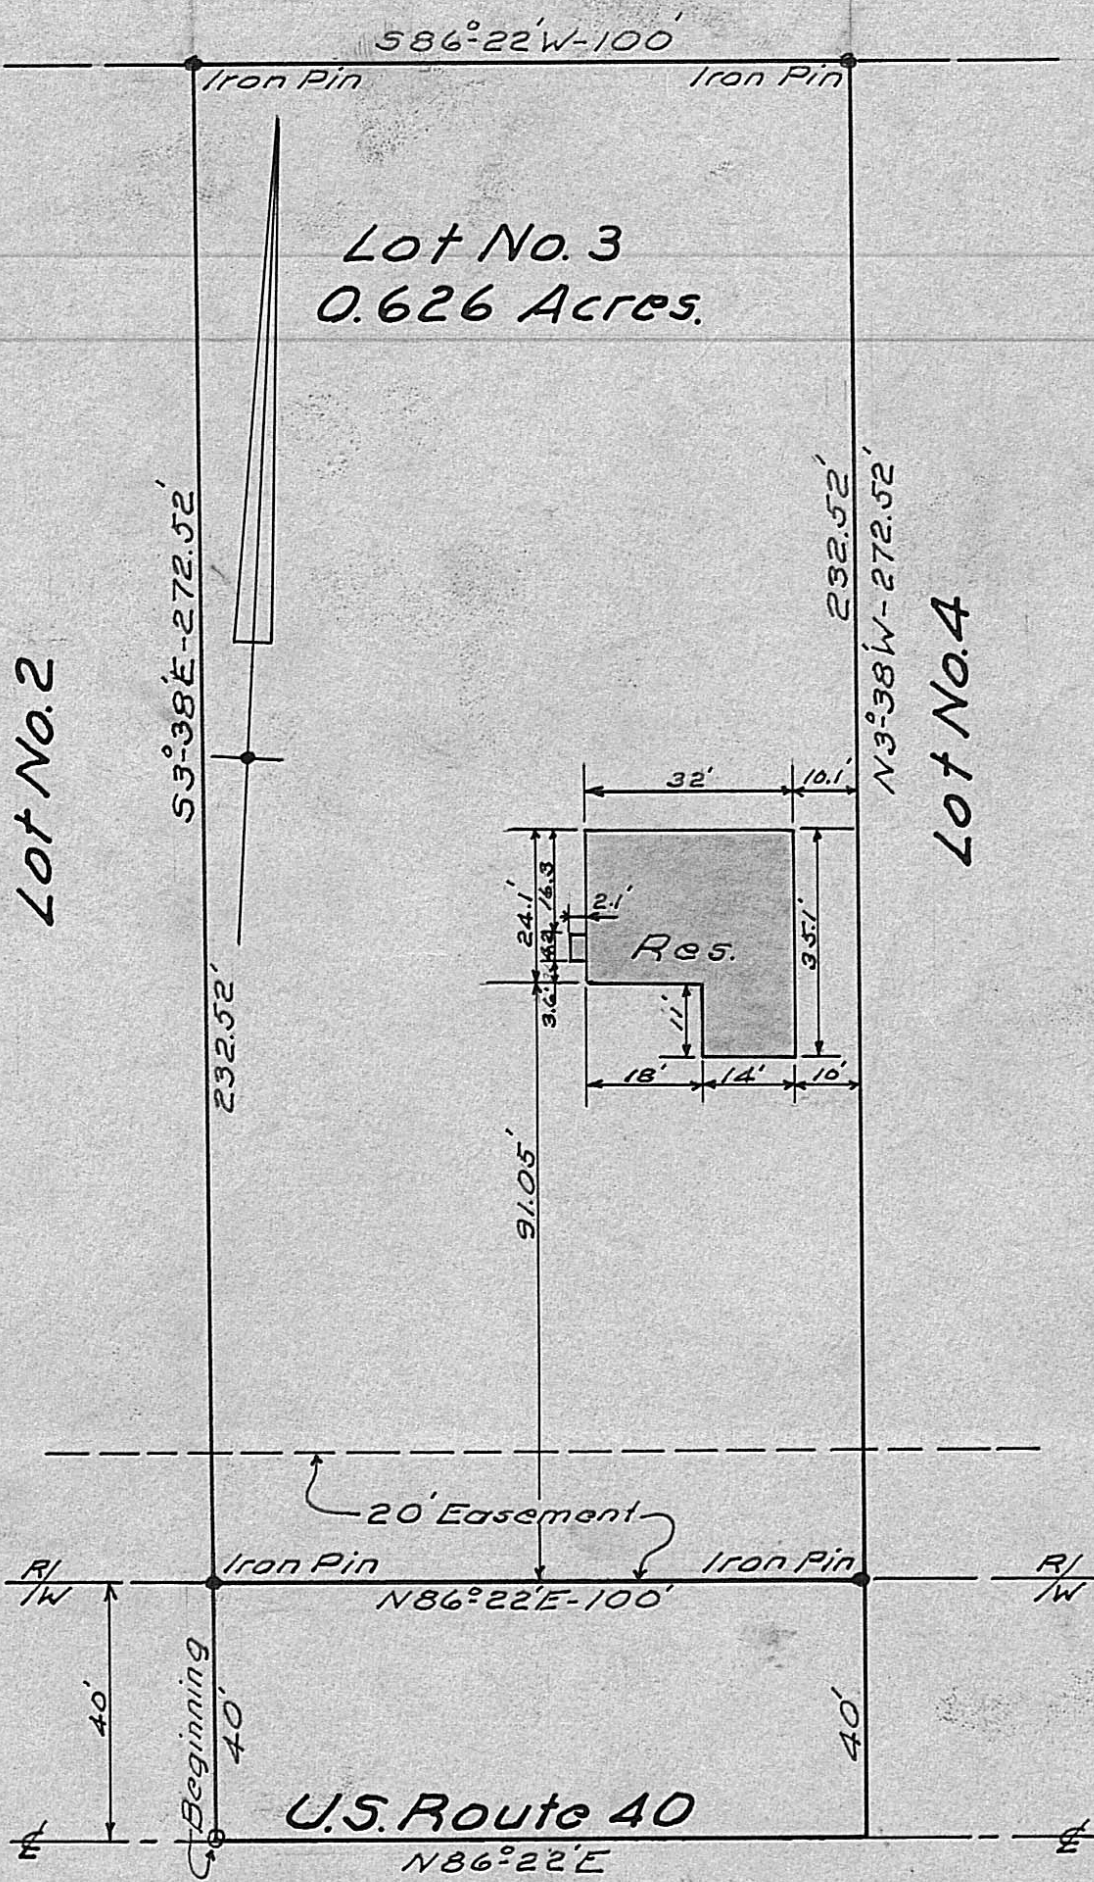 S86°-22'W-100'
Iron Pin
Iron Pin
Lot No. 3
0.626 Acres.
S3°-38'E-272.52'
232.52'
N3°-38'W-272.52'
Lot No. 2
Lot No. 4
32'
10.1'
24.1'
16.3
2.1'
3.6'
Res.
35.1'
11'
18'
14'
10'
232.52'
91.05'
20' Easement
Iron Pin
Iron Pin
R/W
R/W
N86°-22'E-100'
40'
Beginning
40'
40'
U.S. Route 40
N86°-22'E